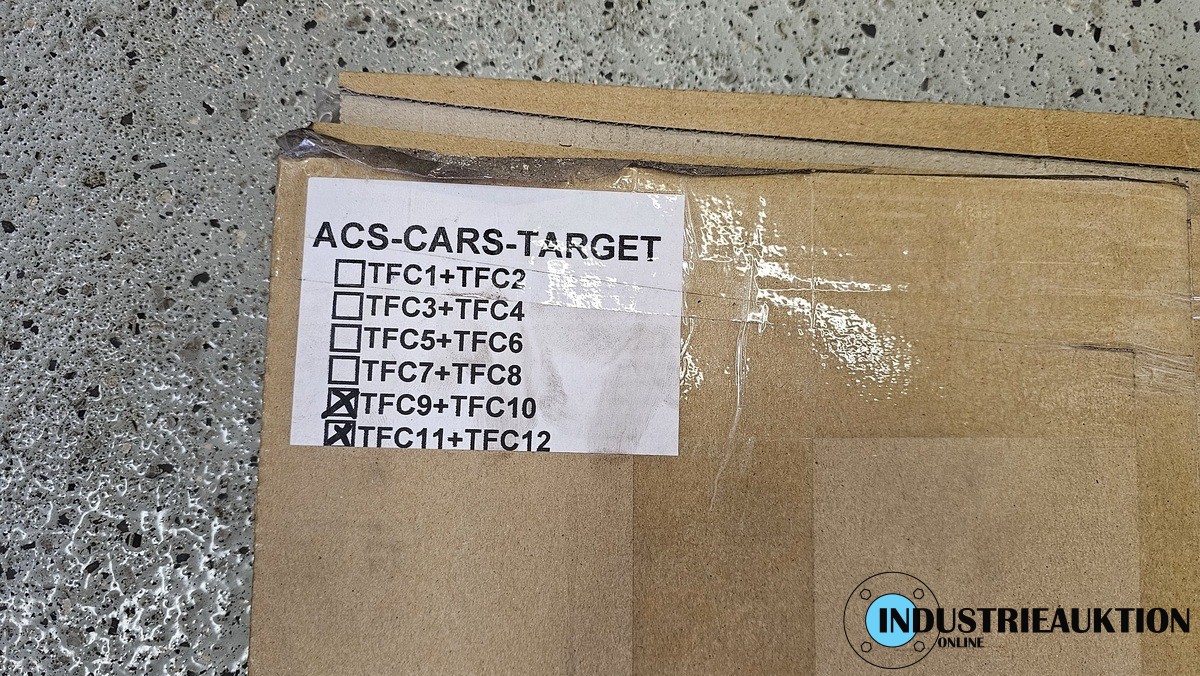 ACS-CARS-TARGET
TFC1+TFC2
TFC3+TFC4
TFC5+TFC6
TFC7+TFC8
TFC9+TFC10
TFC11+TFC12
INDUSTRIEAUKTION
ONLINE